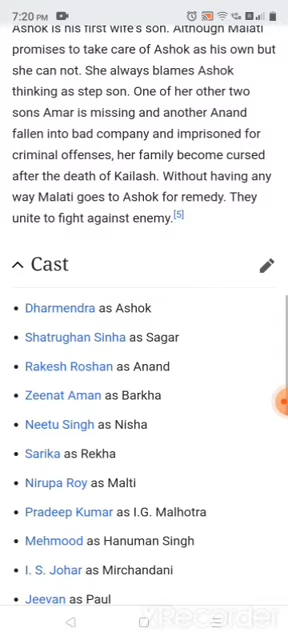 7:20 PM
Ashok is his first wife's son. Although Malati
promises to take care of Ashok as his own but
she can not. She always blames Ashok
thinking as step son. One of her other two
sons Amar is missing and another Anand
fallen into bad company and imprisoned for
criminal offenses, her family become cursed
after the death of Kailash. Without having any
way Malati goes to Ashok for remedy. They
unite to fight against enemy.[5]
Cast
• Dharmendra as Ashok
• Shatrughan Sinha as Sagar
• Rakesh Roshan as Anand
• Zeenat Aman as Barkha
• Neetu Singh as Nisha
• Sarika as Rekha
• Nirupa Roy as Malti
• Pradeep Kumar as I.G. Malhotra
• Mehmood as Hanuman Singh
• I. S. Johar as Mirchandani
• Jeevan as Paul
XRecorder